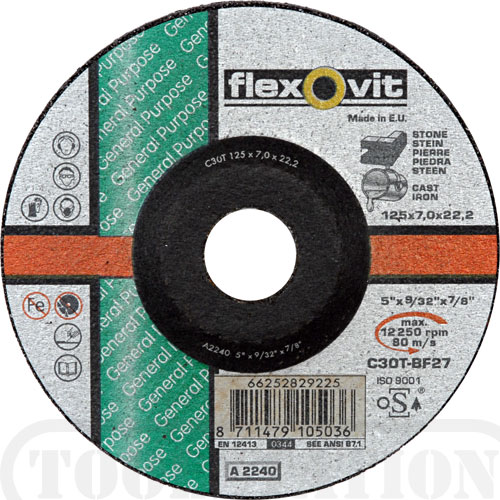 flexovit
Made in E.U.
STONE
STEIN
PIERRE
PIEDRA
STEEN
CAST
IRON
125x7,0x22,2
General Purpose
General Purpose
General Purpose
General Purpose
General Purpose
General Purpose
C30T 125 x 7,0 x 22,2
A2240 5" x 9/32" x 7/8"
Fe
5"x 9/32"x 7/8"
max.
12250 rpm
80 m/s
C30T-BF27
ISO 9001
oSa
66252829225
8 711479 105036
EN 12413 0344 SEE ANSI B7.1
A 2240